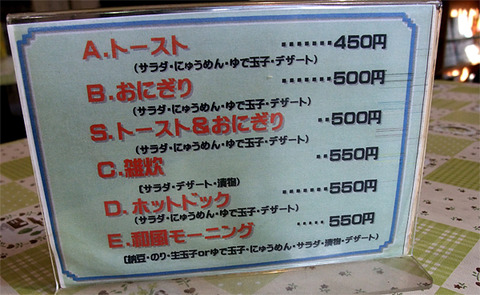 A.トースト ‥‥‥‥450円
(サラダ・にゅうめん・ゆで玉子・デザート)
B.おにぎり ‥‥‥‥500円
(サラダ・にゅうめん・ゆで玉子・デザート)
S.トースト&おにぎり ‥500円
(サラダ・にゅうめん・ゆで玉子・デザート)
C.雑炊 ‥550円
(サラダ・デザート・漬物)
D.ホットドック ‥‥‥‥550円
(サラダ・にゅうめん・ゆで玉子・デザート)
E.和風モーニング ‥‥‥550円
(納豆・のり・生玉子orゆで玉子・にゅうめん・サラダ・漬物・デザート)